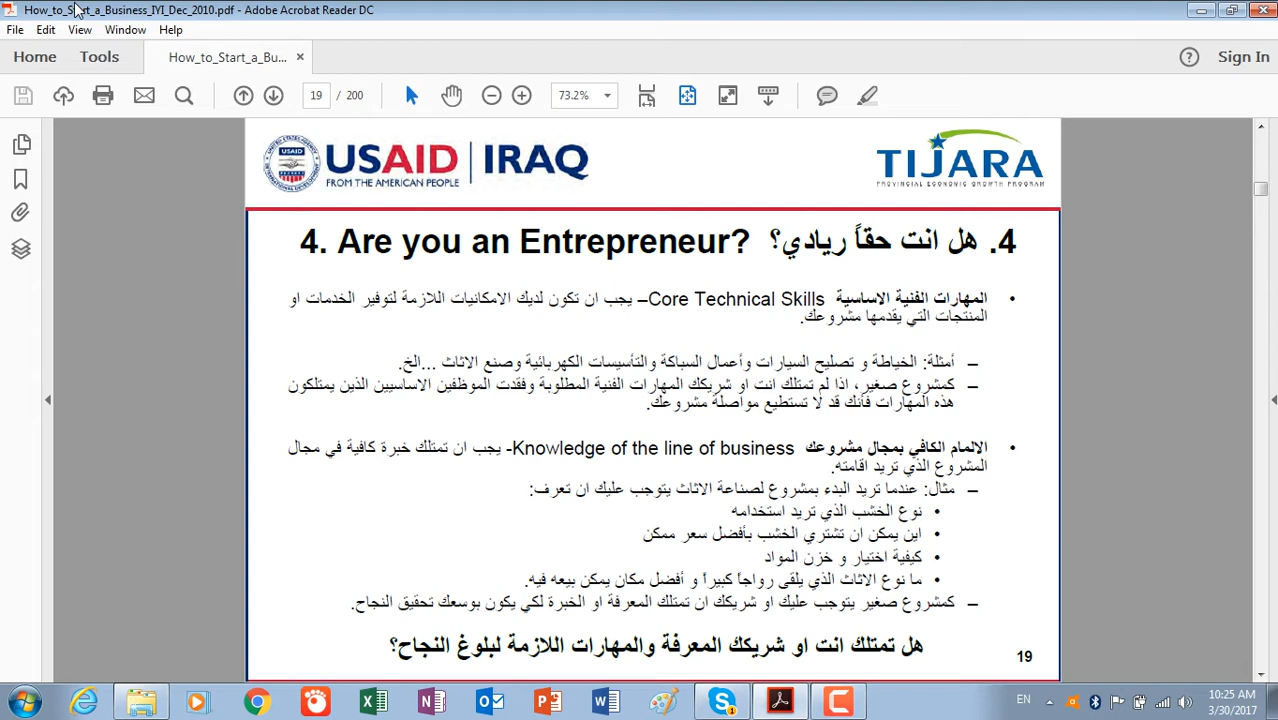 How_to_Start_a_Business_IYI_Dec_2010.pdf - Adobe Acrobat Reader DC
File Edit View Window Help
Home Tools How_to_Start_a_Bu... × Sign In
19 / 200 73.2%
USAID IRAQ
FROM THE AMERICAN PEOPLE
TIJARA
PROVINCIAL ECONOMIC GROWTH PROGRAM
4. Are you an Entrepreneur? 4. هل انت حقاً ريادي؟
• المهارات الفنية الاساسية Core Technical Skills– يجب ان تكون لديك الامكانيات اللازمة لتوفير الخدمات او
المنتجات التي يقدمها مشروعك.
– أمثلة: الخياطة و تصليح السيارات وأعمال السباكة والتأسيسات الكهربائية وصنع الاثاث ...الخ.
– كمشروع صغير، اذا لم تمتلك انت او شريكك المهارات الفنية المطلوبة وفقدت الموظفين الاساسيين الذين يمتلكون
هذه المهارات فأنك قد لا تستطيع مواصلة مشروعك.
• الالمام الكافي بمجال مشروعك Knowledge of the line of business- يجب ان تمتلك خبرة كافية في مجال
المشروع الذي تريد اقامته.
– مثال: عندما تريد البدء بمشروع لصناعة الاثاث يتوجب عليك ان تعرف:
• نوع الخشب الذي تريد استخدامه
• اين يمكن ان تشتري الخشب بأفضل سعر ممكن
• كيفية اختيار و خزن المواد
• ما نوع الاثاث الذي يلقى رواجاً كبيراً و أفضل مكان يمكن بيعه فيه.
– كمشروع صغير يتوجب عليك او شريكك ان تمتلك المعرفة او الخبرة لكي يكون بوسعك تحقيق النجاح.
هل تمتلك انت او شريكك المعرفة والمهارات اللازمة لبلوغ النجاح؟
19
EN 10:25 AM
3/30/2017